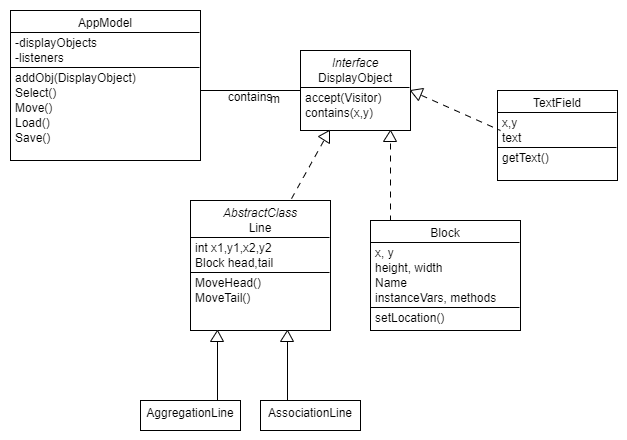 AppModel
-displayObjects
-listeners
addObj(DisplayObject)
Select()
Move()
Load()
Save()
contains
m
Interface
DisplayObject
accept(Visitor)
contains(x,y)
TextField
x,y
text
getText()
AbstractClass
Line
int x1,y1,x2,y2
Block head,tail
MoveHead()
MoveTail()
Block
x, y
height, width
Name
instanceVars, methods
setLocation()
AggregationLine
AssociationLine